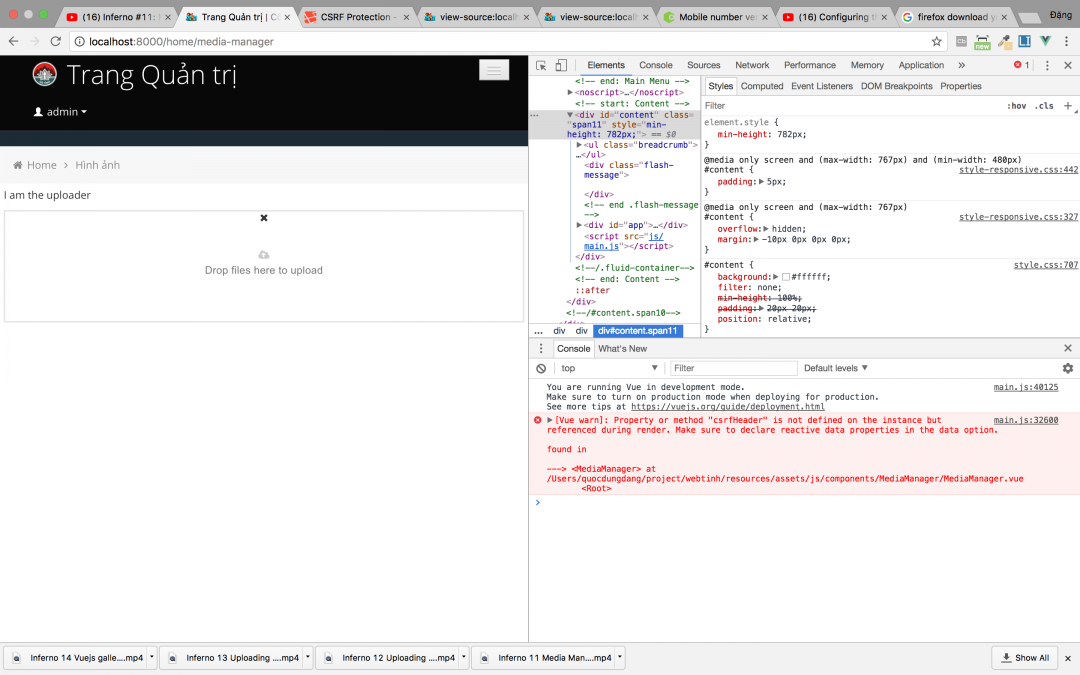 (16) Inferno #11:
Trang Quản trị | C
CSRF Protection -
view-source:local
view-source:local
Mobile number ve
(16) Configuring t
firefox download y
Đặng
localhost:8000/home/media-manager
new
Trang Quản trị
admin
Home > Hình ảnh
I am the uploader
Drop files here to upload
Elements Console Sources Network Performance Memory Application » 1
<!-- end: Main Menu -->
▶<noscript>…</noscript>
<!-- start: Content -->
▼<div id="content" class=
"span11" style="min-
height: 782px;"> == $0
▶<ul class="breadcrumb">
…</ul>
<div class="flash-
message">
</div>
<!-- end .flash-message
-->
▶<div id="app">…</div>
<script src="js/
main.js"></script>
</div>
<!--/.fluid-container-->
<!-- end: Content -->
::after
</div>
<!--/#content.span10-->
... div div div#content.span11
Styles Computed Event Listeners DOM Breakpoints Properties
Filter :hov .cls +
element.style {
min-height: 782px;
}
@media only screen and (max-width: 767px) and (min-width: 480px)
#content { style-responsive.css:442
padding:▶5px;
}
@media only screen and (max-width: 767px)
#content { style-responsive.css:327
overflow:▶hidden;
margin:▶-10px 0px 0px 0px;
}
#content { style.css:707
background:▶#ffffff;
filter: none;
min-height: 100%;
padding:▶20px 20px;
position: relative;
}
Console What's New
top Filter Default levels
You are running Vue in development mode. main.js:40125
Make sure to turn on production mode when deploying for production.
See more tips at https://vuejs.org/guide/deployment.html
▶[Vue warn]: Property or method "csrfHeader" is not defined on the instance but main.js:32600
referenced during render. Make sure to declare reactive data properties in the data option.
found in
---> <MediaManager> at
/Users/quocdungdang/project/webtinh/resources/assets/js/components/MediaManager/MediaManager.vue
<Root>
Inferno 14 Vuejs galle....mp4
Inferno 13 Uploading ....mp4
Inferno 12 Uploading ....mp4
Inferno 11 Media Man....mp4
Show All